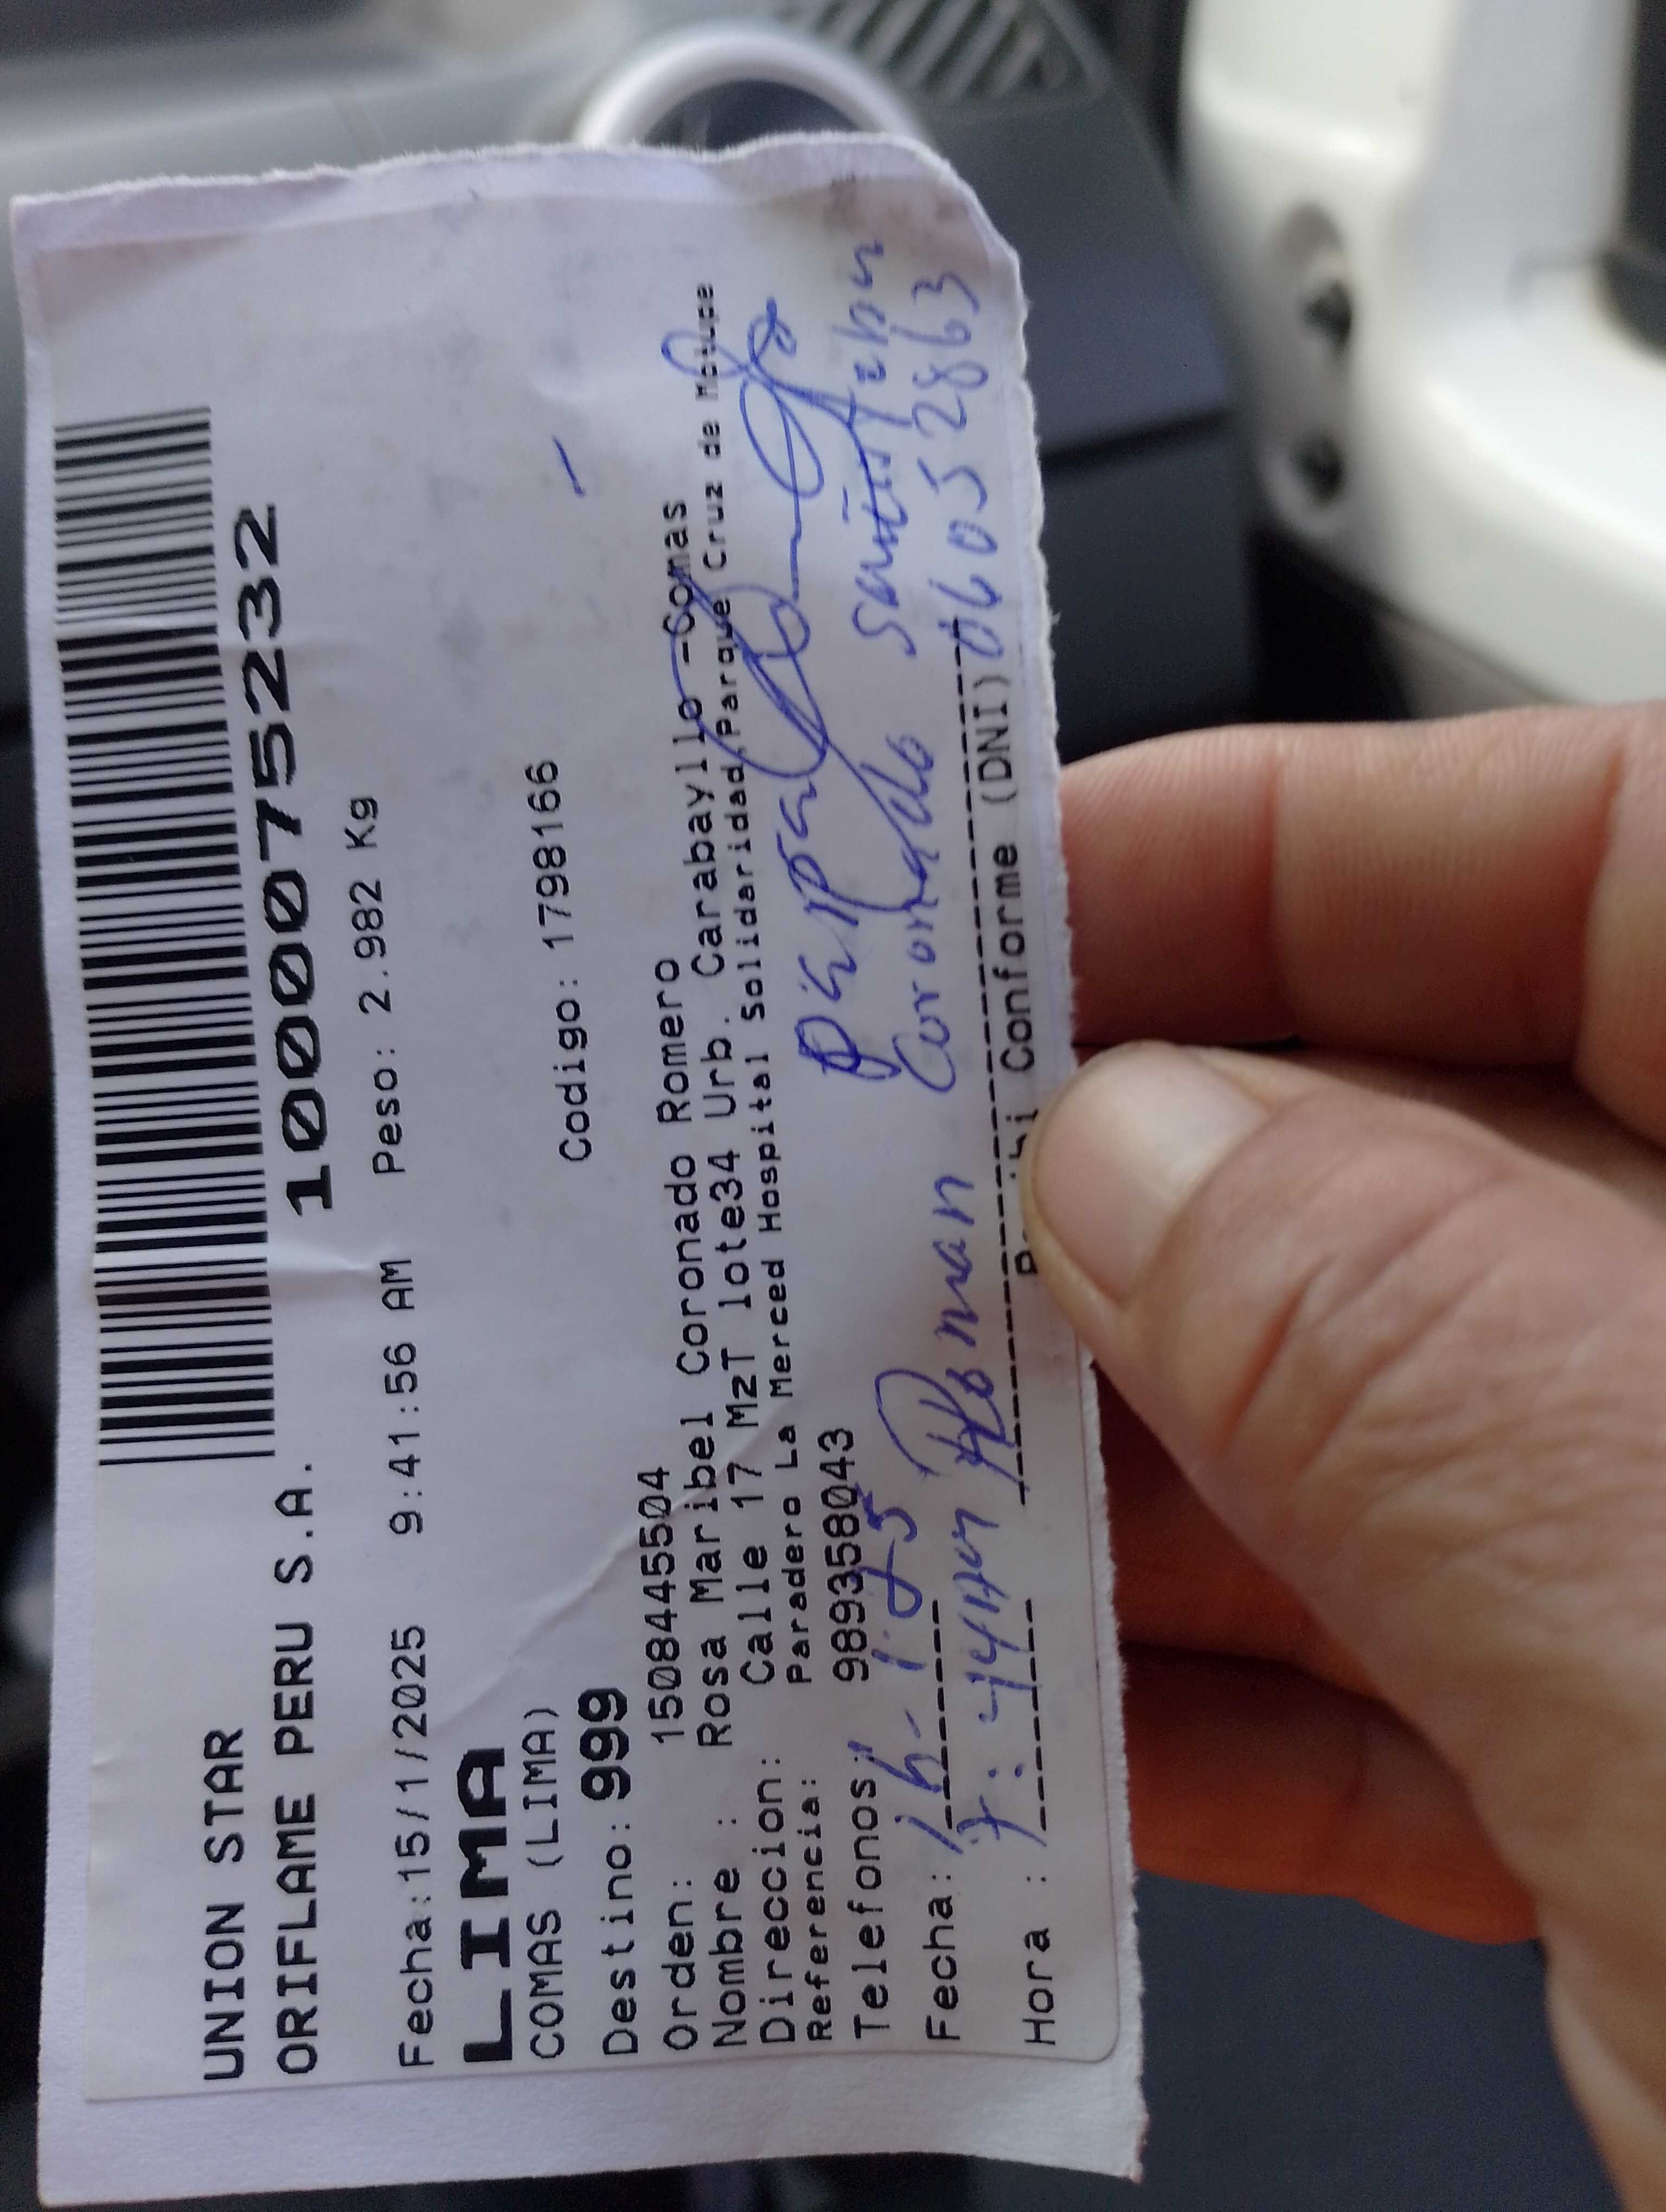 UNION STAR
ORIFLAME PERU S.A.
1000075232
Fecha:15/1/2025 9:41:56 AM Peso: 2.982 Kg
LIMA
COMAS (LIMA)
Destino: 999 Codigo: 1798166
Orden: 1508445504
Nombre : Rosa Maribel Coronado Romero
Direccion: Calle 17 MzT lote34 Urb. Carabayllo -Comas
Referencia: Paradero La Merced Hospital Solidaridad,Parque Cruz de Motupe
Telefonos: 989358043
Roman Coronado
Fecha:
Hora : 06052863
Conforme (DNI)